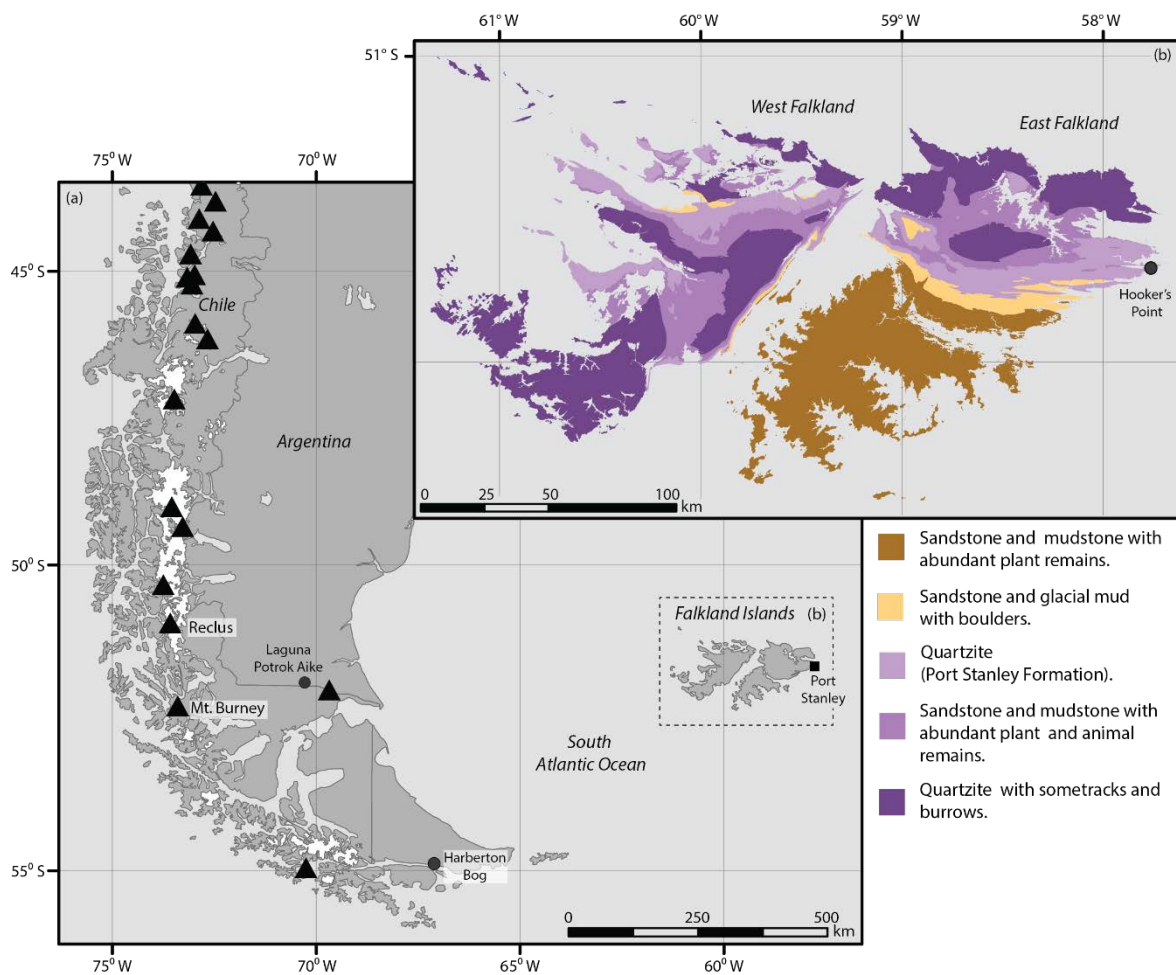 61° W
60° W
59° W
58° W
51° S
(b)
West Falkland
East Falkland
Hooker's
Point
0
25
50
100
km
75° W
70° W
(a)
45° S
Chile
Argentina
50° S
Reclus
Laguna
Potrok Aike
Mt. Burney
Falkland Islands
(b)
Port
Stanley
South
Atlantic Ocean
55° S
Harberton
Bog
0
250
500
km
75° W
70° W
65° W
60° W
Sandstone and mudstone with
abundant plant remains.
Sandstone and glacial mud
with boulders.
Quartzite
(Port Stanley Formation).
Sandstone and mudstone with
abundant plant and animal
remains.
Quartzite with sometracks and
burrows.